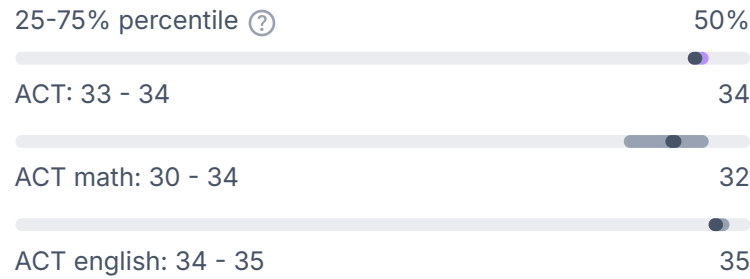 25-75% percentile ? 50%
ACT: 33 - 34 34
ACT math: 30 - 34 32
ACT english: 34 - 35 35